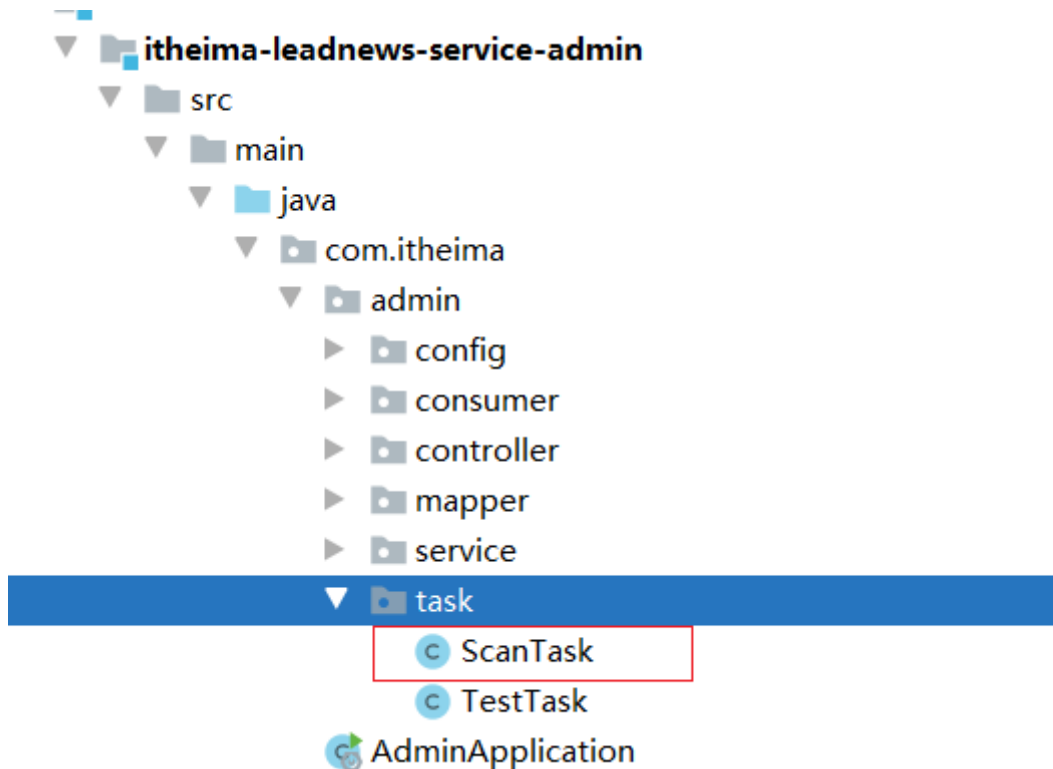 itheima-leadnews-service-admin
src
main
java
com.itheima
admin
config
consumer
controller
mapper
service
task
C ScanTask
C TestTask
AdminApplication